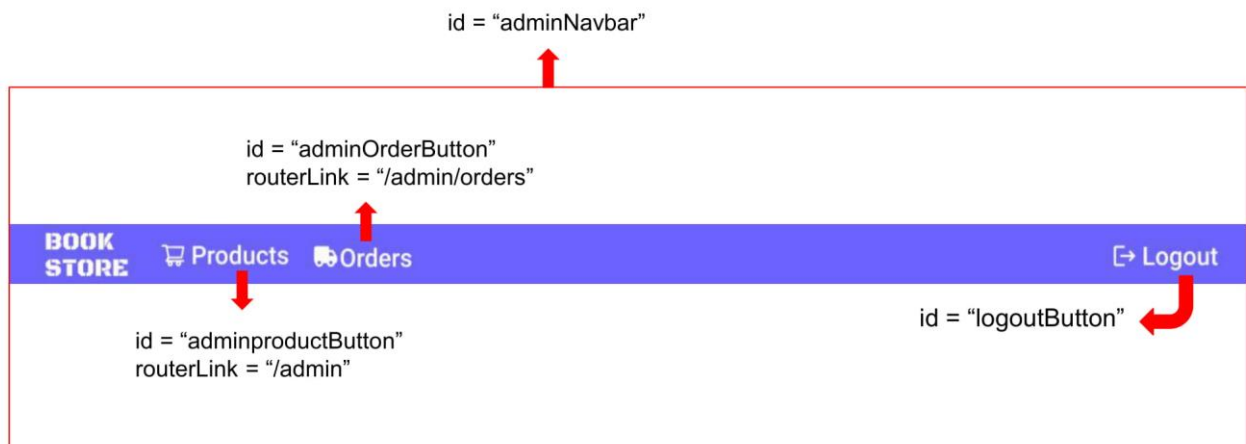 id = “adminNavbar”
id = “adminOrderButton”
routerLink = “/admin/orders”
BOOK
STORE
Products
Orders
Logout
id = “adminproductButton”
routerLink = “/admin”
id = “logoutButton”